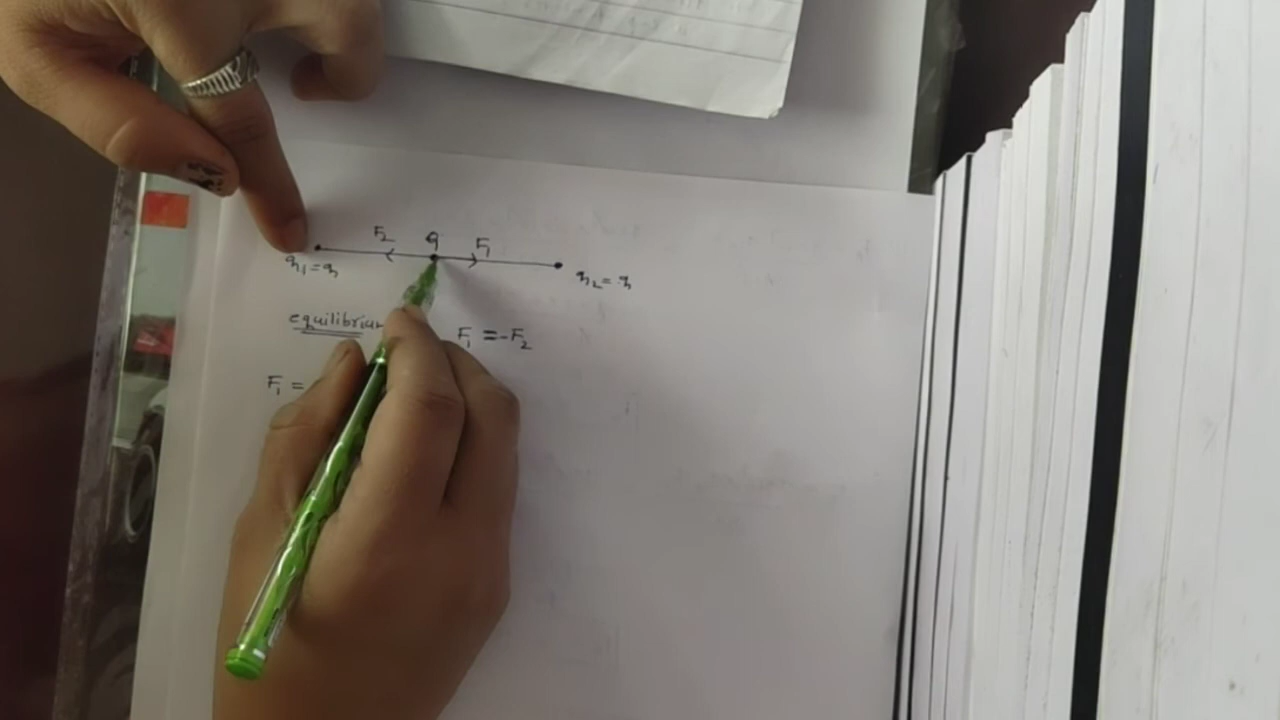 F₂ q F₁
q₁ = q q₂ = q
equilibrium F₁ = -F₂
F₁ =